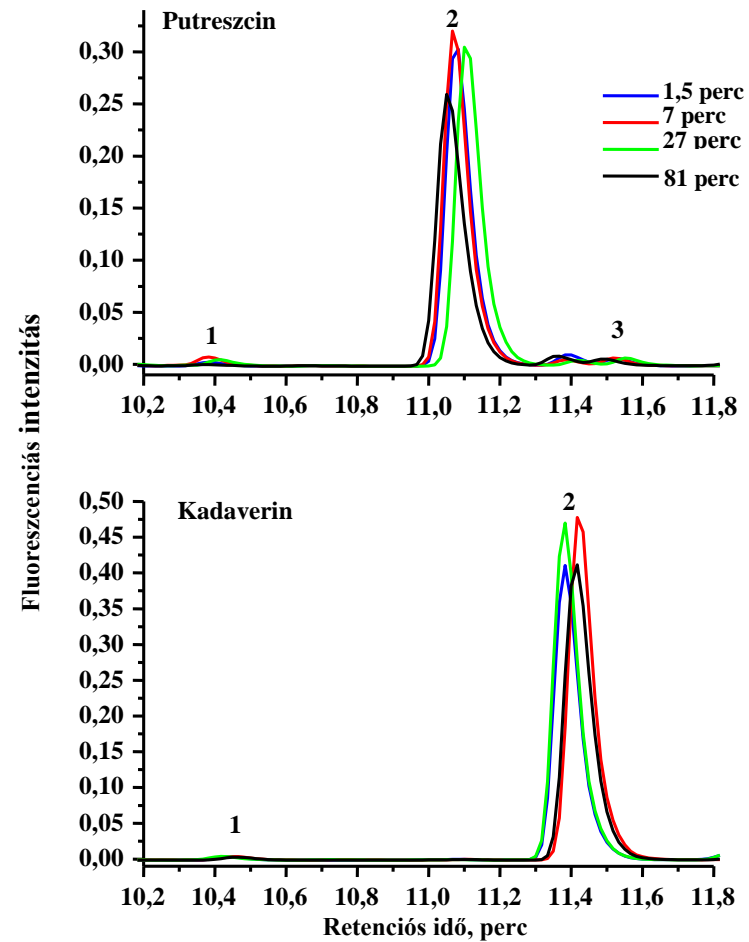 Putreszcin
2
1,5 perc
7 perc
27 perc
81 perc
0,30
0,25
0,20
0,15
0,10
0,05
0,00
1
3
10,2 10,4 10,6 10,8 11,0 11,2 11,4 11,6 11,8
Fluoreszcenciás intenzitás
Kadaverin
2
0,50
0,45
0,40
0,35
0,30
0,25
0,20
0,15
0,10
0,05
0,00
1
10,2 10,4 10,6 10,8 11,0 11,2 11,4 11,6 11,8
Retenciós idő, perc